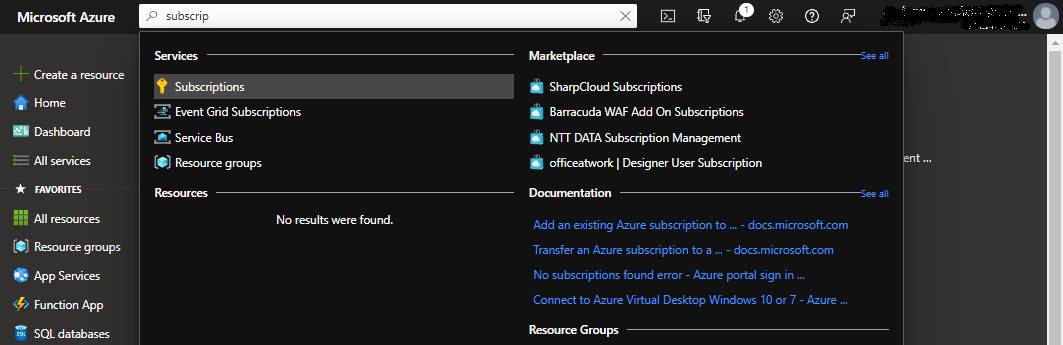 Microsoft Azure
subscrip
1
Create a resource
Home
Dashboard
All services
FAVORITES
All resources
Resource groups
App Services
Function App
SQL databases
Services
Subscriptions
Event Grid Subscriptions
Service Bus
Resource groups
Resources
No results were found.
Marketplace
See all
SharpCloud Subscriptions
Barracuda WAF Add On Subscriptions
NTT DATA Subscription Management
officeatwork | Designer User Subscription
Documentation
See all
Add an existing Azure subscription to ... - docs.microsoft.com
Transfer an Azure subscription to a ... - docs.microsoft.com
No subscriptions found error - Azure portal sign in ...
Connect to Azure Virtual Desktop Windows 10 or 7 - Azure ...
Resource Groups
ent ...